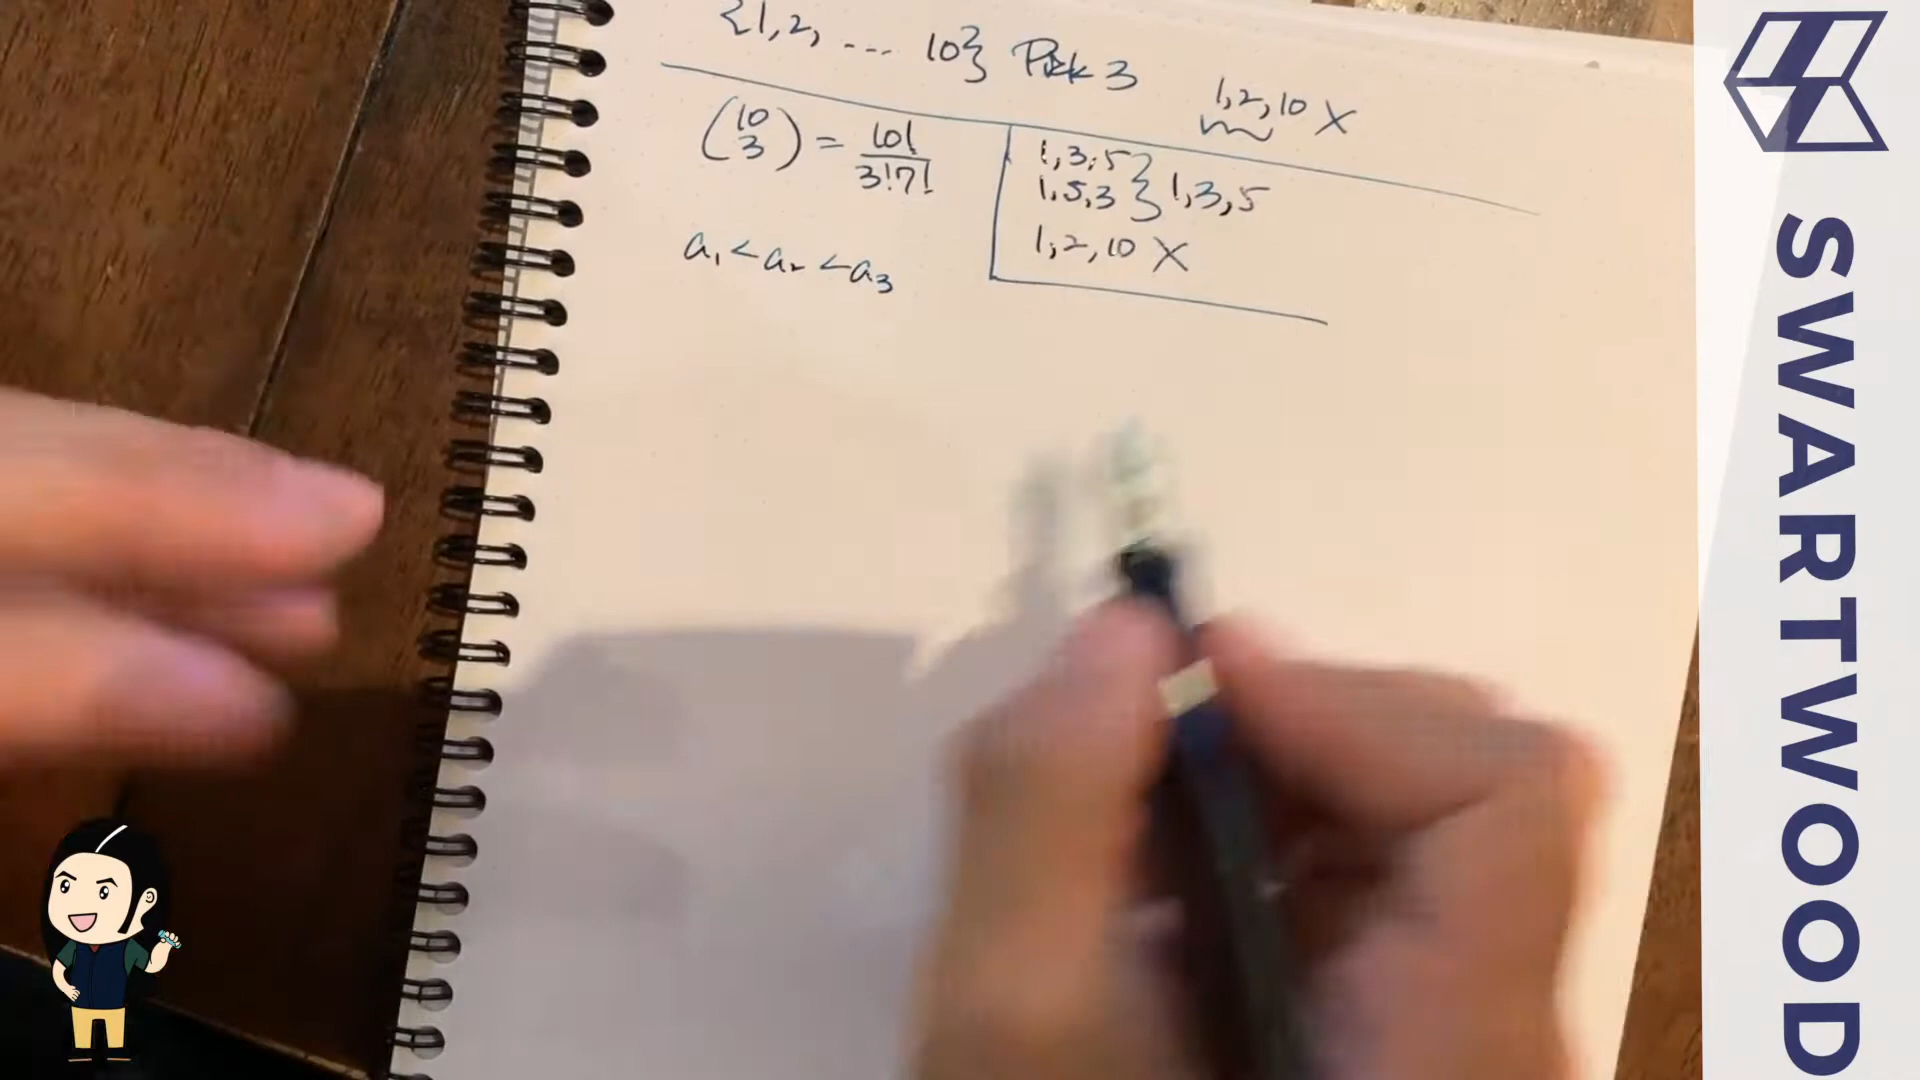 {1,2, ... 10} Pick 3
1,2,10 X
(10 3) = 10! / 3!7!
1,3,5
1,5,3 } 1,3,5
1,2,10 X
a₁ < a₂ < a₃
SWARTWOOD